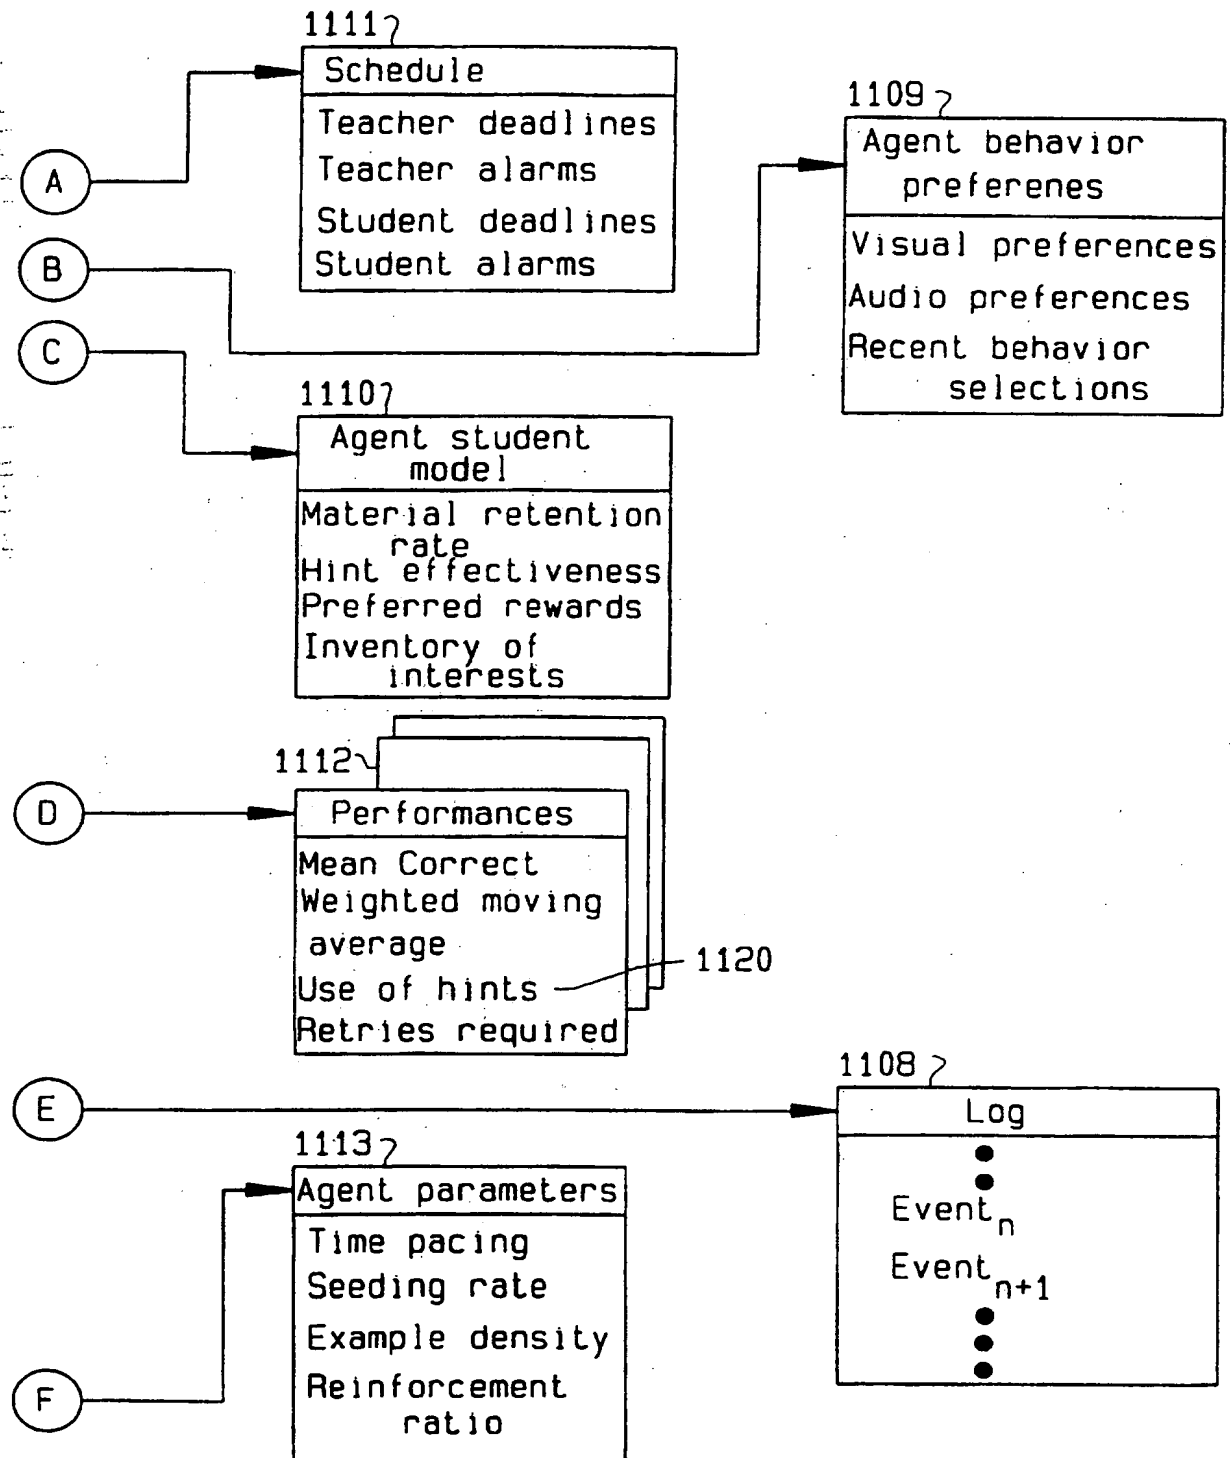 1111
Schedule
Teacher deadlines
Teacher alarms
Student deadlines
Student alarms
A
B
C
1109
Agent behavior
preferenes
Visual preferences
Audio preferences
Recent behavior
selections
1110
Agent student
model
Material retention
rate
Hint effectiveness
Preferred rewards
Inventory of
interests
1112
D
Performances
Mean Correct
Weighted moving
average
Use of hints
1120
Retries required
E
1108
Log
Event n
Event n+1
1113
Agent parameters
Time pacing
Seeding rate
Example density
Reinforcement
ratio
F